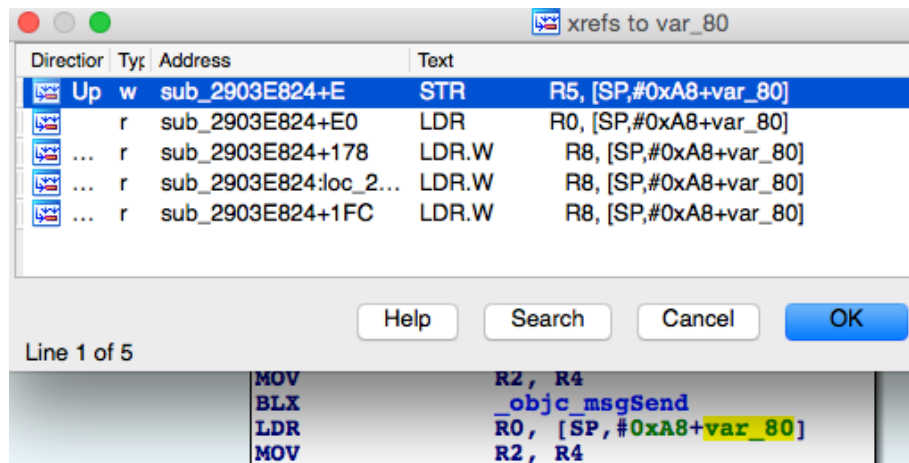 xrefs to var_80
Direction Typ Address Text
Up w sub_2903E824+E STR R5, [SP,#0xA8+var_80]
r sub_2903E824+E0 LDR R0, [SP,#0xA8+var_80]
... r sub_2903E824+178 LDR.W R8, [SP,#0xA8+var_80]
... r sub_2903E824:loc_2... LDR.W R8, [SP,#0xA8+var_80]
... r sub_2903E824+1FC LDR.W R8, [SP,#0xA8+var_80]
Help Search Cancel OK
Line 1 of 5
MOV R2, R4
BLX _objc_msgSend
LDR R0, [SP,#0xA8+var_80]
MOV R2, R4